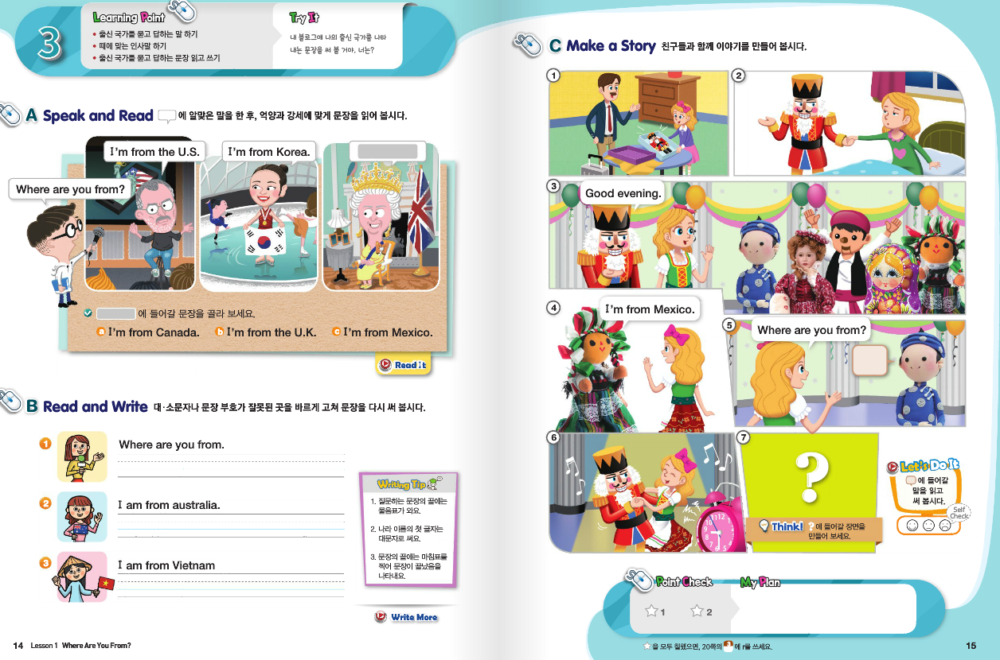 3
Learning Point
• 출신 국가를 묻고 답하는 말 하기
• 때에 맞는 인사말 하기
• 출신 국가를 묻고 답하는 문장 읽고 쓰기
Try It
내 블로그에 나의 출신 국가를 나타
내는 문장을 써 볼 거야. 너는?
A Speak and Read 에 알맞은 말을 한 후, 억양과 강세에 맞게 문장을 읽어 봅시다.
I'm from the U.S.
I'm from Korea.
Where are you from?
에 들어갈 문장을 골라 보세요.
a I'm from Canada.
b I'm from the U.K.
c I'm from Mexico.
Read It
B Read and Write 대·소문자나 문장 부호가 잘못된 곳을 바르게 고쳐 문장을 다시 써 봅시다.
1 Where are you from.
2 I am from australia.
3 I am from Vietnam
Writing Tip
1. 질문하는 문장의 끝에는
물음표가 와요.
2. 나라 이름의 첫 글자는
대문자로 써요.
3. 문장의 끝에는 마침표를
찍어 문장이 끝났음을
나타내요.
Write More
14 Lesson 1 Where Are You From?
C Make a Story 친구들과 함께 이야기를 만들어 봅시다.
1
2
3
Good evening.
4
I'm from Mexico.
5
Where are you from?
6
7
?
Think! ?에 들어갈 장면을
만들어 보세요.
Let's Do It
에 들어갈
말을 읽고
써 봅시다.
Self
Check
Point Check
1
2
My Plan
☆을 모두 칠했으면, 20쪽의 3 에 r를 쓰세요.
15